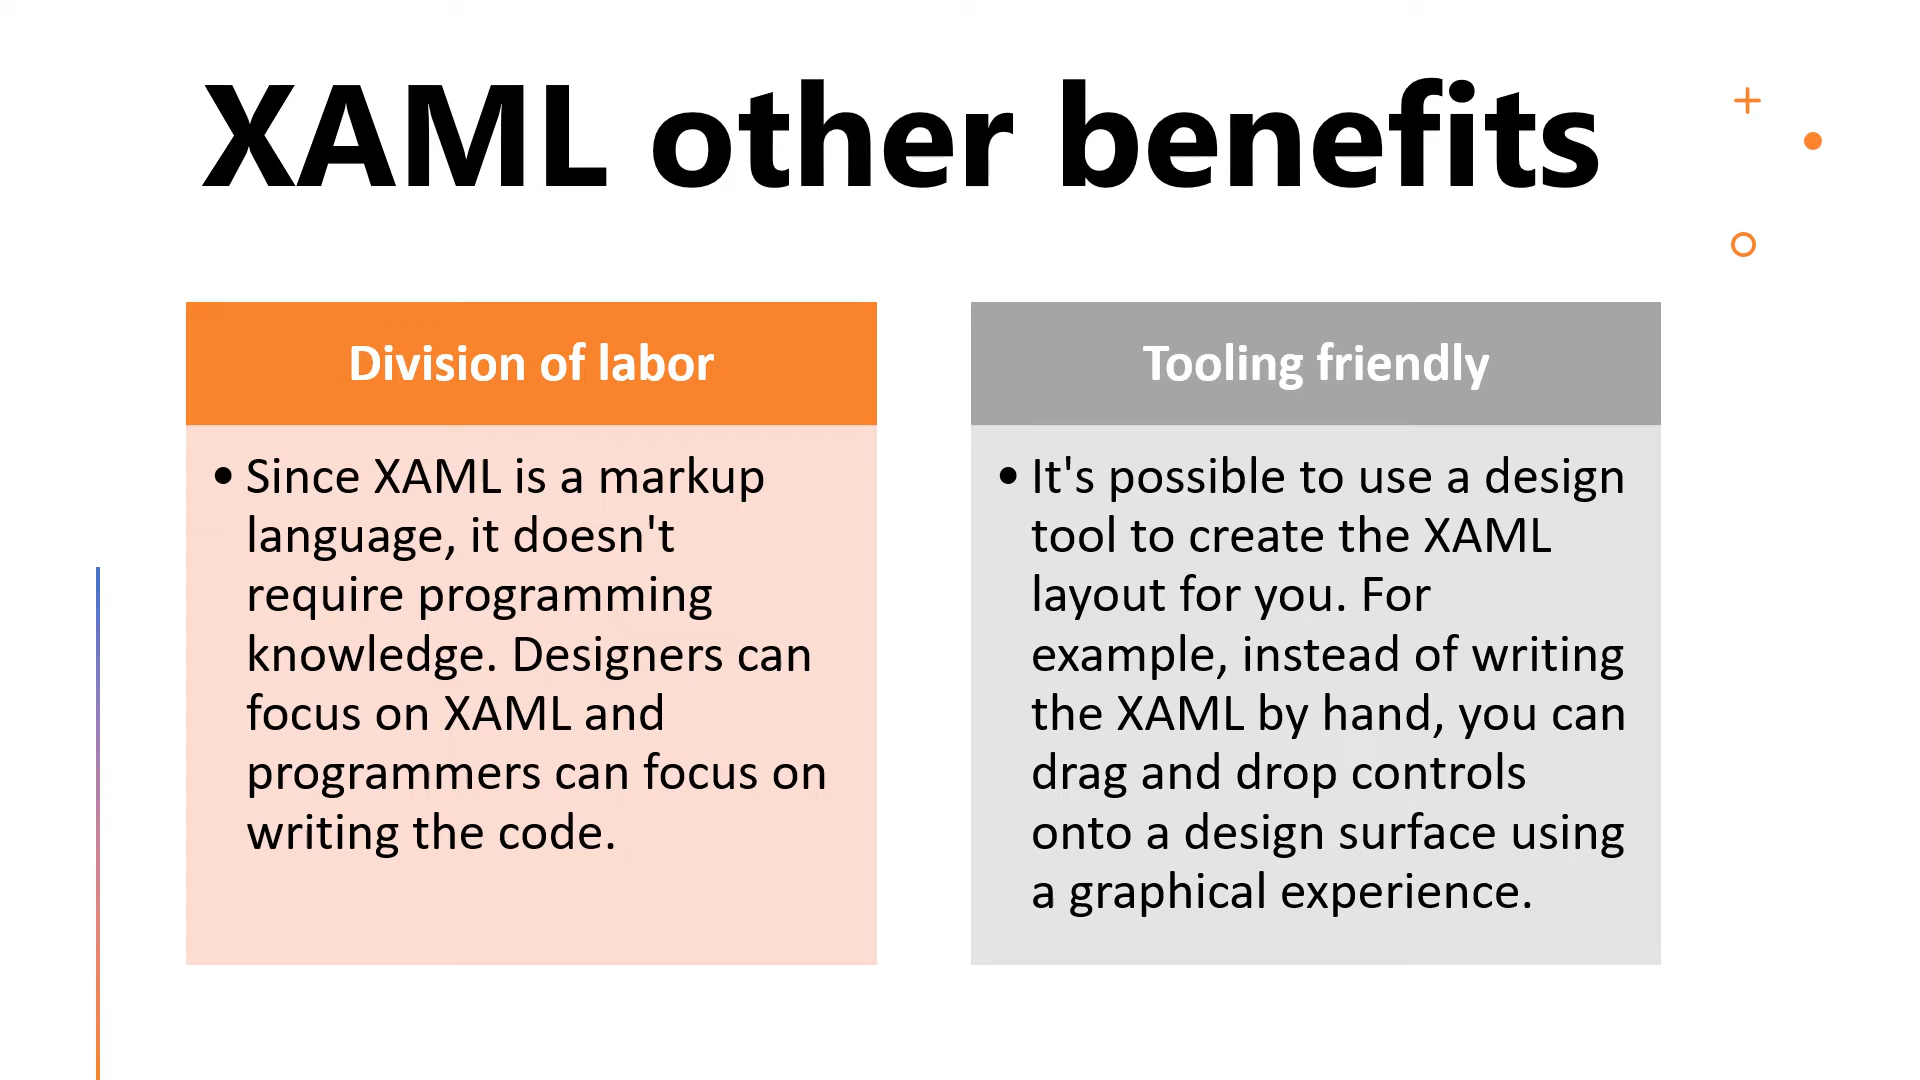 XAML other benefits
Division of labor
• Since XAML is a markup
language, it doesn't
require programming
knowledge. Designers can
focus on XAML and
programmers can focus on
writing the code.
Tooling friendly
• It's possible to use a design
tool to create the XAML
layout for you. For
example, instead of writing
the XAML by hand, you can
drag and drop controls
onto a design surface using
a graphical experience.